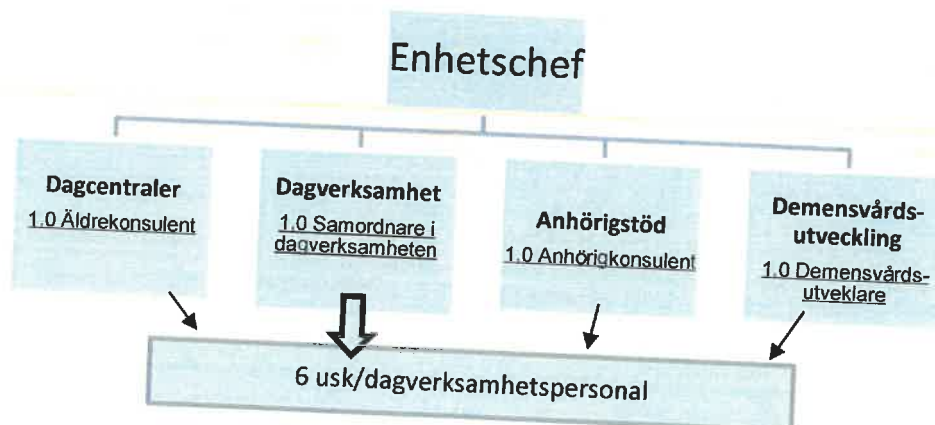 Enhetschef
Dagcentraler
1.0 Äldrekonsulent
Dagverksamhet
1.0 Samordnare i
dagverksamheten
Anhörigstöd
1.0 Anhörigkonsulent
Demensvårds-
utveckling
1.0 Demensvårds-
utveklare
6 usk/dagverksamhetspersonal